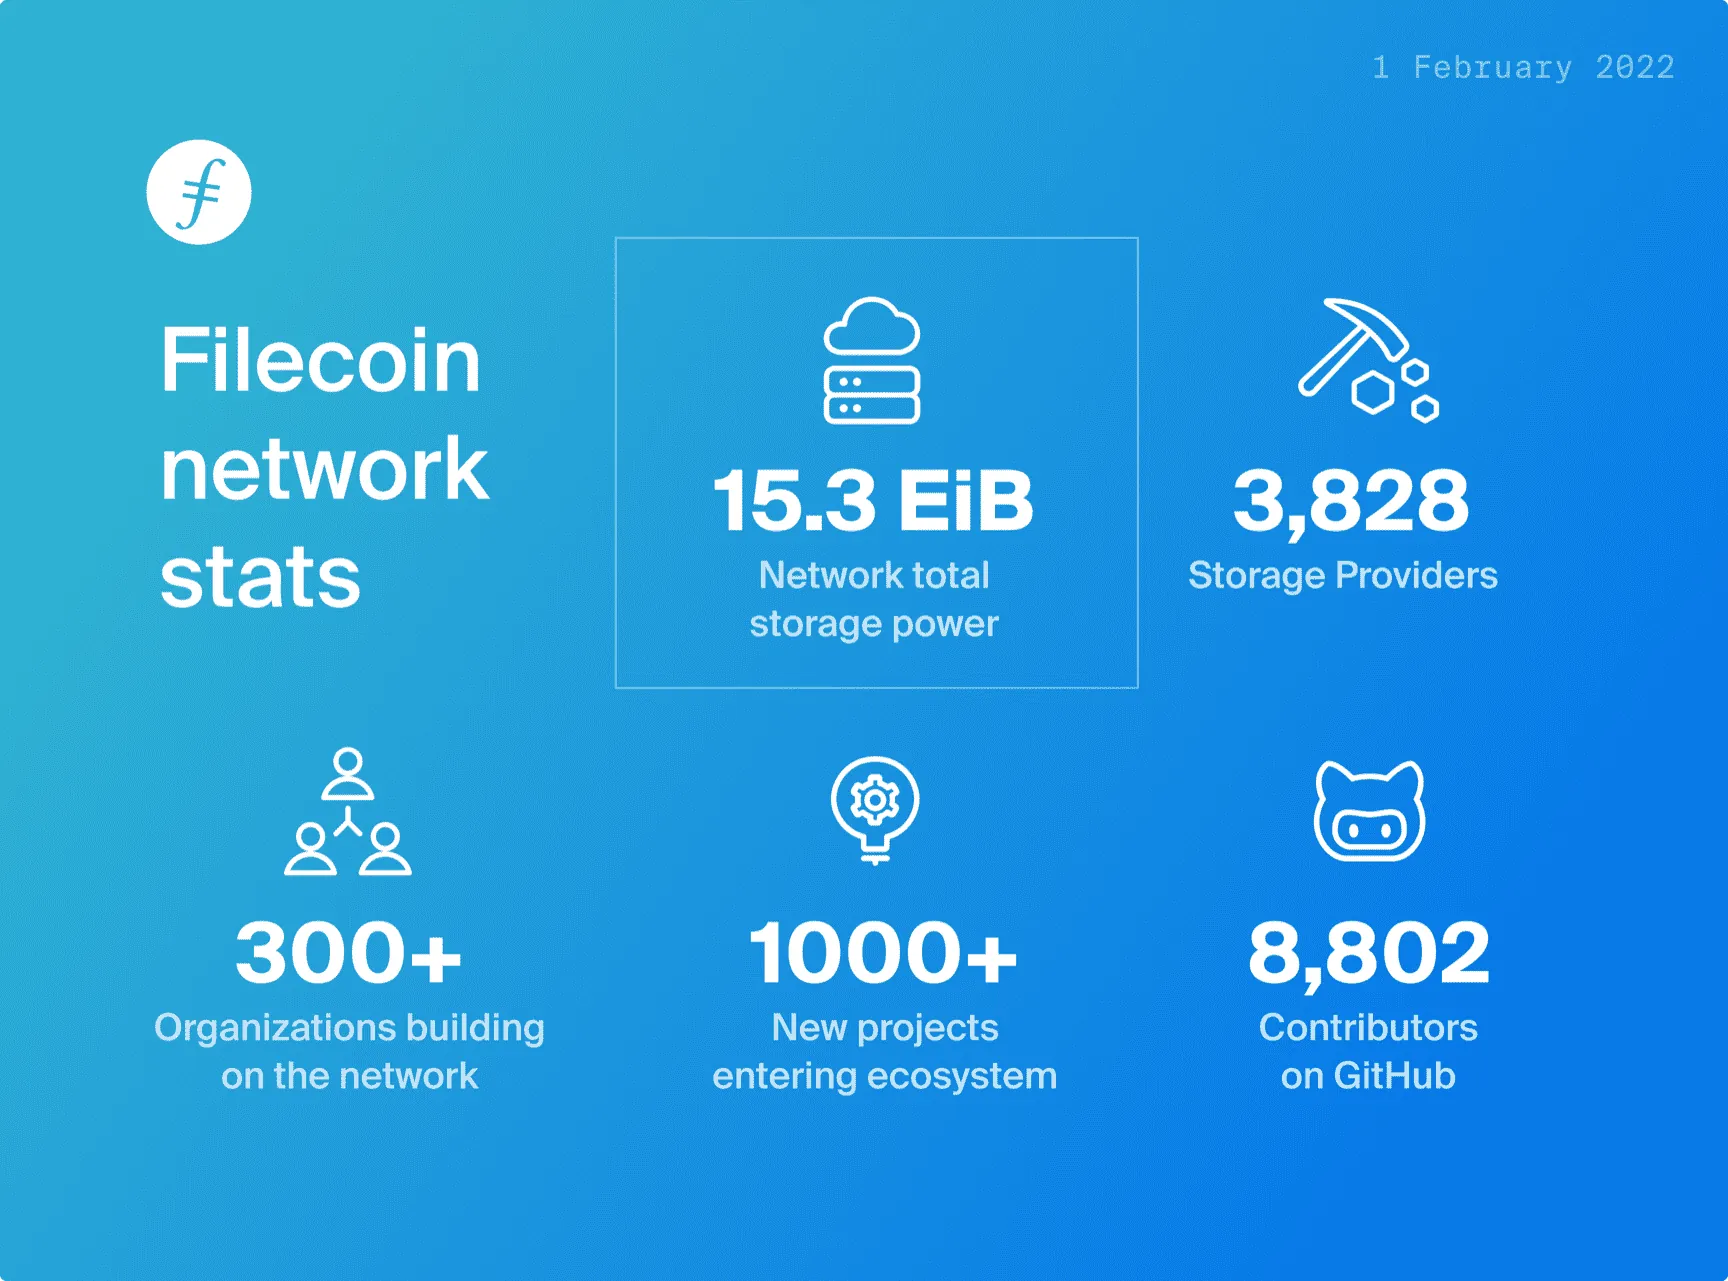 1 February 2022
Filecoin
network
stats
15.3 EiB
Network total
storage power
3,828
Storage Providers
300+
Organizations building
on the network
1000+
New projects
entering ecosystem
8,802
Contributors
on GitHub